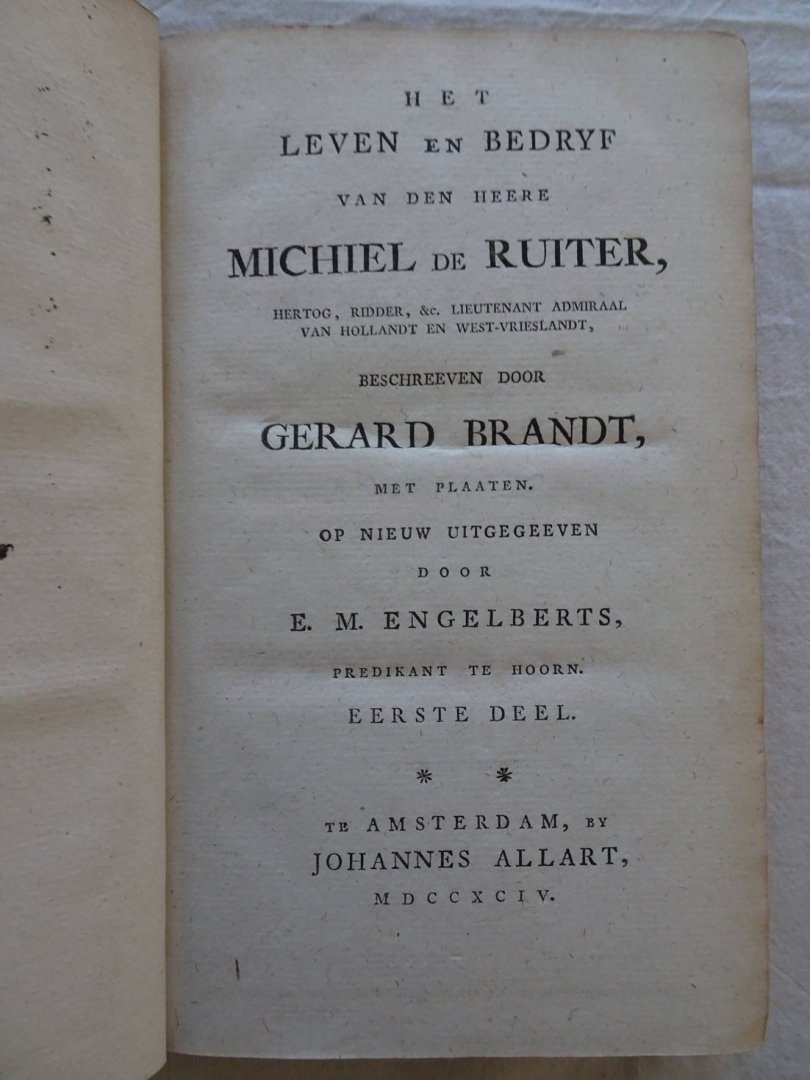 HET
LEVEN EN BEDRYF
VAN DEN HEERE
MICHIEL DE RUITER,
HERTOG, RIDDER, &c. LIEUTENANT ADMIRAAL
VAN HOLLANDT EN WEST-VRIESLANDT,
BESCHREEVEN DOOR
GERARD BRANDT,
MET PLAATEN.
OP NIEUW UITGEGEEVEN
DOOR
E. M. ENGELBERTS,
PREDIKANT TE HOORN.
EERSTE DEEL.
* *
TE AMSTERDAM, BY
JOHANNES ALLART,
MDCCXCIV.